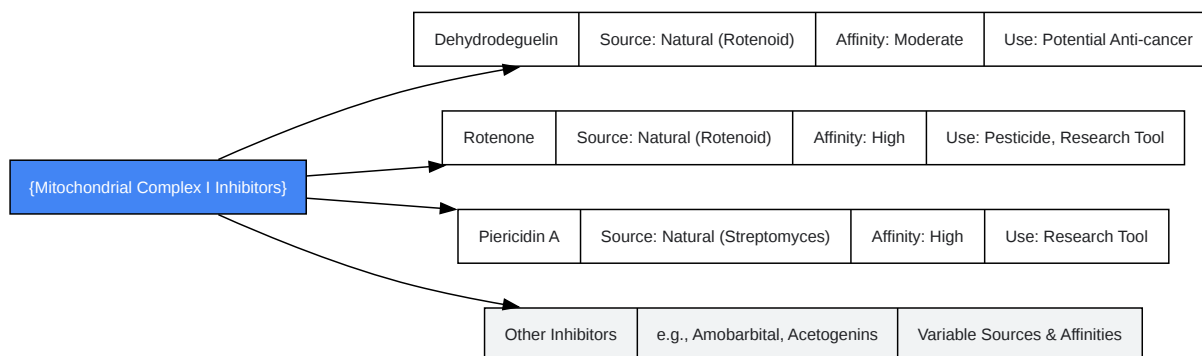 Dehydrodeguelin Source: Natural (Rotenoid) Affinity: Moderate Use: Potential Anti-cancer
Rotenone Source: Natural (Rotenoid) Affinity: High Use: Pesticide, Research Tool
{Mitochondrial Complex I Inhibitors}
Piericidin A Source: Natural (Streptomyces) Affinity: High Use: Research Tool
Other Inhibitors e.g., Amobarbital, Acetogenins Variable Sources & Affinities